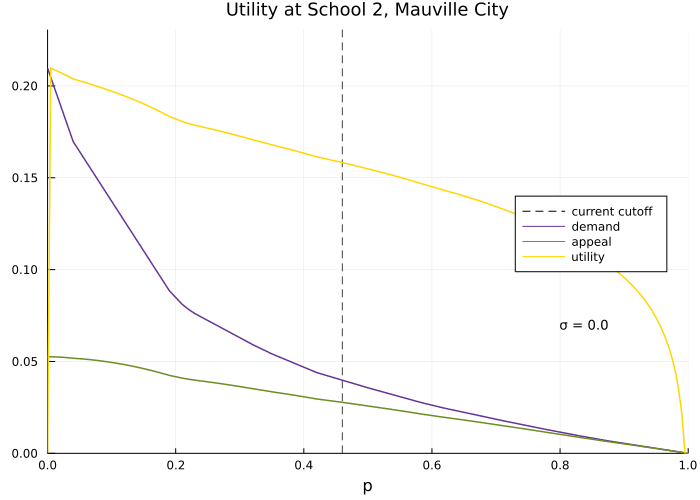 Utility at School 2, Mauville City
0.20
0.15
0.10
0.05
0.00
current cutoff
demand
appeal
utility
σ = 0.0
0.0 0.2 0.4 0.6 0.8 1.0
p